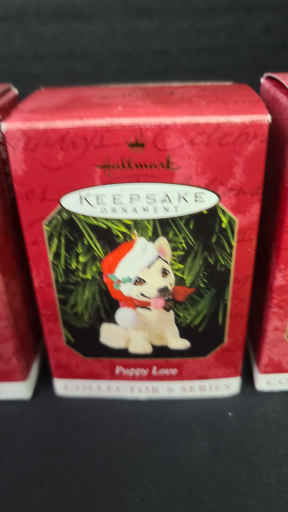 Hallmark
KEEPSAKE
ORNAMENT
Puppy Love
COLLECTOR'S SERIES